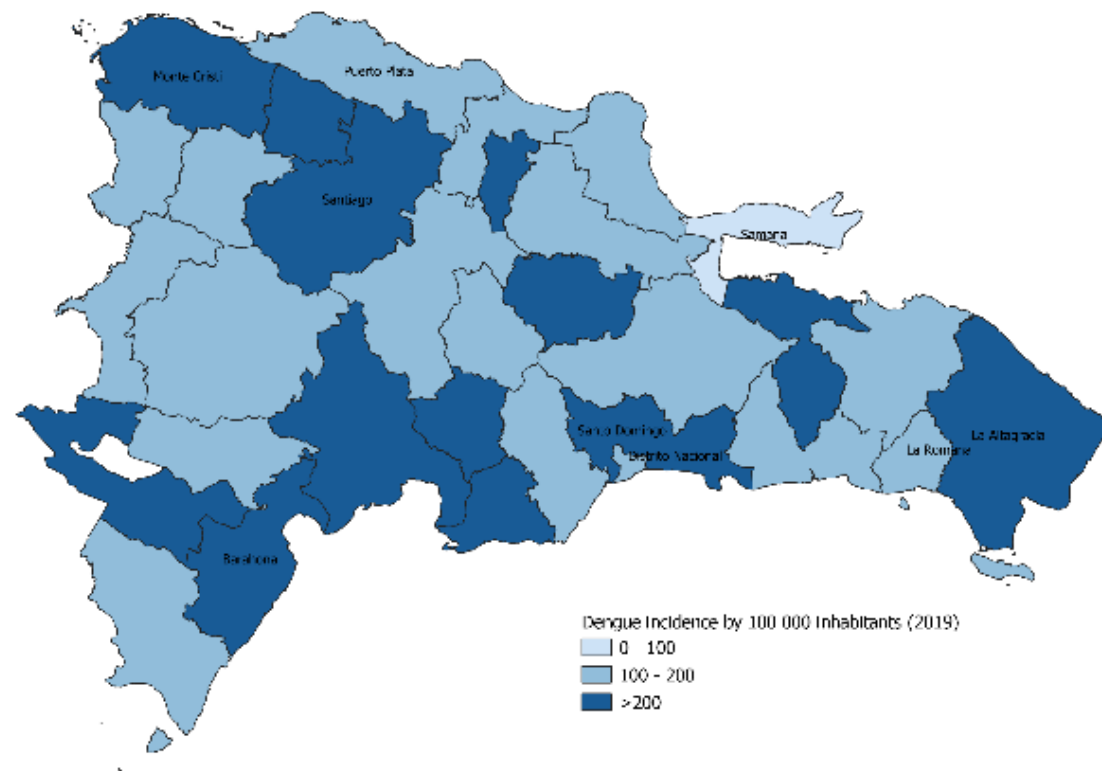 Monte Cristi
Puerto Plata
Santiago
Samana
Santo Domingo
Distrito Nacional
La Romana
La Altagracia
Barahona
Dengue Incidence by 100 000 Inhabitants (2019)
0 - 100
100 - 200
>200